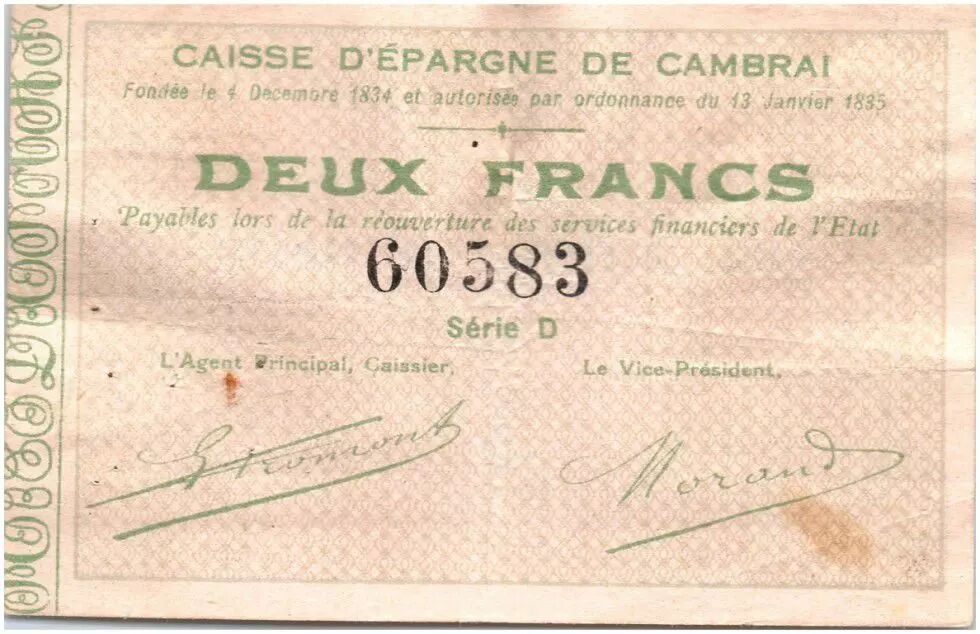 CAISSE D'ÉPARGNE DE CAMBRAI
Fondée le 4 Decembre 1834 et autorisée par ordonnance du 13 Janvier 1835
DEUX FRANCS
Payables lors de la réouverture des services financiers de l'Etat
60583
Série D
L'Agent Principal, Caissier, Le Vice-Président,
Morand